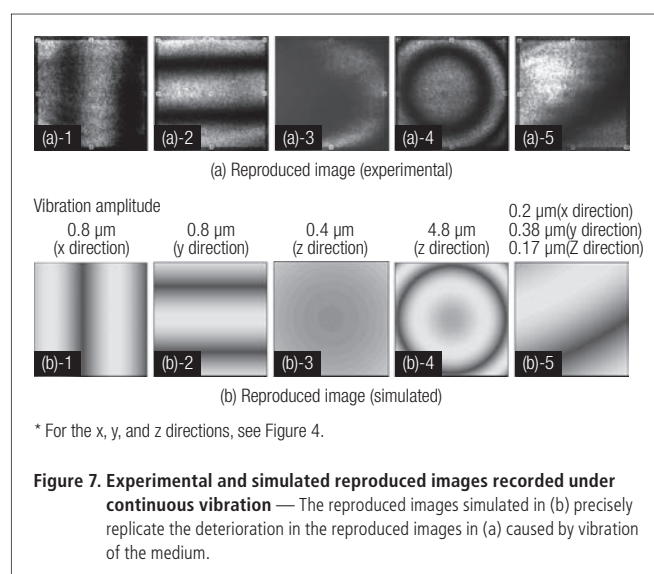 (a)-1 (a)-2 (a)-3 (a)-4 (a)-5
(a) Reproduced image (experimental)
Vibration amplitude
0.8 µm
(x direction)
0.8 µm
(y direction)
0.4 µm
(z direction)
4.8 µm
(z direction)
0.2 µm(x direction)
0.38 µm(y direction)
0.17 µm(Z direction)
(b)-1 (b)-2 (b)-3 (b)-4 (b)-5
(b) Reproduced image (simulated)
* For the x, y, and z directions, see Figure 4.
Figure 7. Experimental and simulated reproduced images recorded under
continuous vibration — The reproduced images simulated in (b) precisely
replicate the deterioration in the reproduced images in (a) caused by vibration
of the medium.